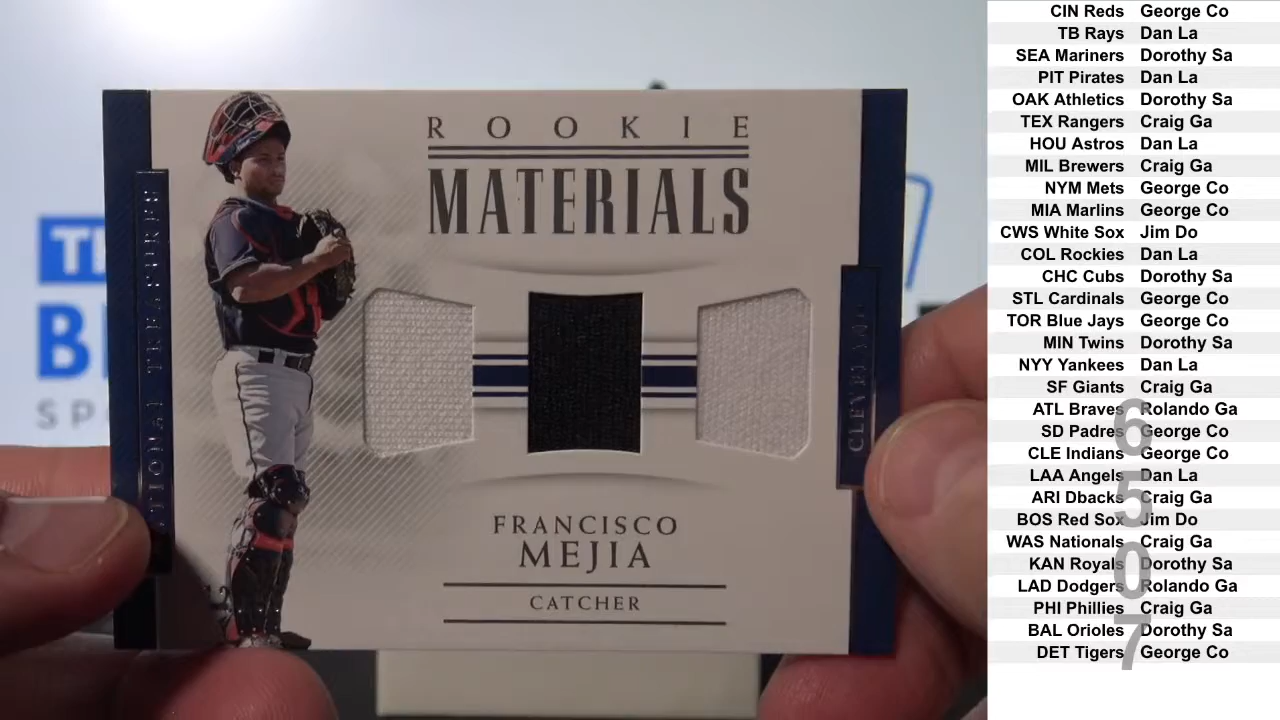 ROOKIE
MATERIALS
FRANCISCO
MEJIA
CATCHER
NATIONAL TREASURES
SP
CIN Reds George Co
TB Rays Dan La
SEA Mariners Dorothy Sa
PIT Pirates Dan La
OAK Athletics Dorothy Sa
TEX Rangers Craig Ga
HOU Astros Dan La
MIL Brewers Craig Ga
NYM Mets George Co
MIA Marlins George Co
CWS White Sox Jim Do
COL Rockies Dan La
CHC Cubs Dorothy Sa
STL Cardinals George Co
TOR Blue Jays George Co
MIN Twins Dorothy Sa
NYY Yankees Dan La
SF Giants Craig Ga
ATL Braves Rolando Ga
SD Padres George Co
CLE Indians George Co
LAA Angels Dan La
ARI Dbacks Craig Ga
BOS Red Sox Jim Do
WAS Nationals Craig Ga
KAN Royals Dorothy Sa
LAD Dodgers Rolando Ga
PHI Phillies Craig Ga
BAL Orioles Dorothy Sa
DET Tigers George Co
6507